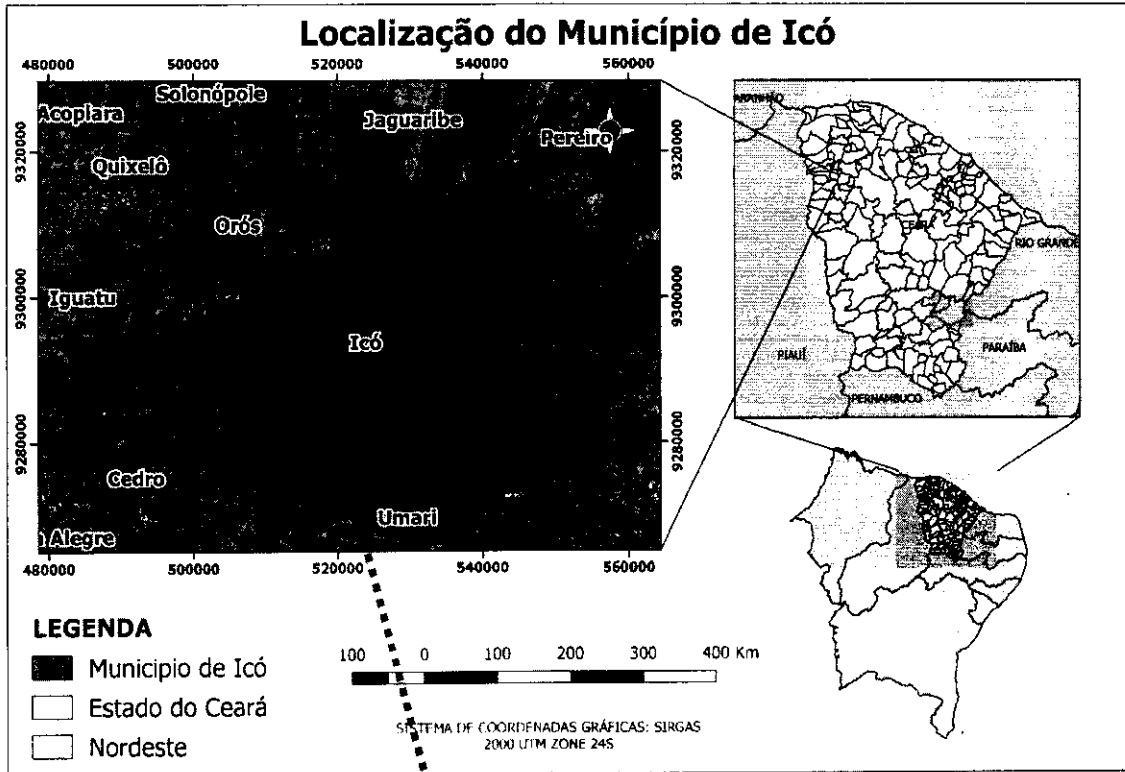 Localização do Município de Icó
480000 500000 520000 540000 560000
Solonópole
Acoplara
Jaguaribe
Pereiro
Quixelô
Orós
Iguatu
Icó
Cedro
Umari
Alegre
9320000
9300000
9280000
9320000
9300000
9280000
480000 500000 520000 540000 560000
RIO GRANDE
PARAÍBA
PIAUÍ
PERNAMBUCO
LEGENDA
Municipio de Icó
Estado do Ceará
Nordeste
100 0 100 200 300 400 Km
SISTEMA DE COORDENADAS GRÁFICAS: SIRGAS
2000 UTM ZONE 24S